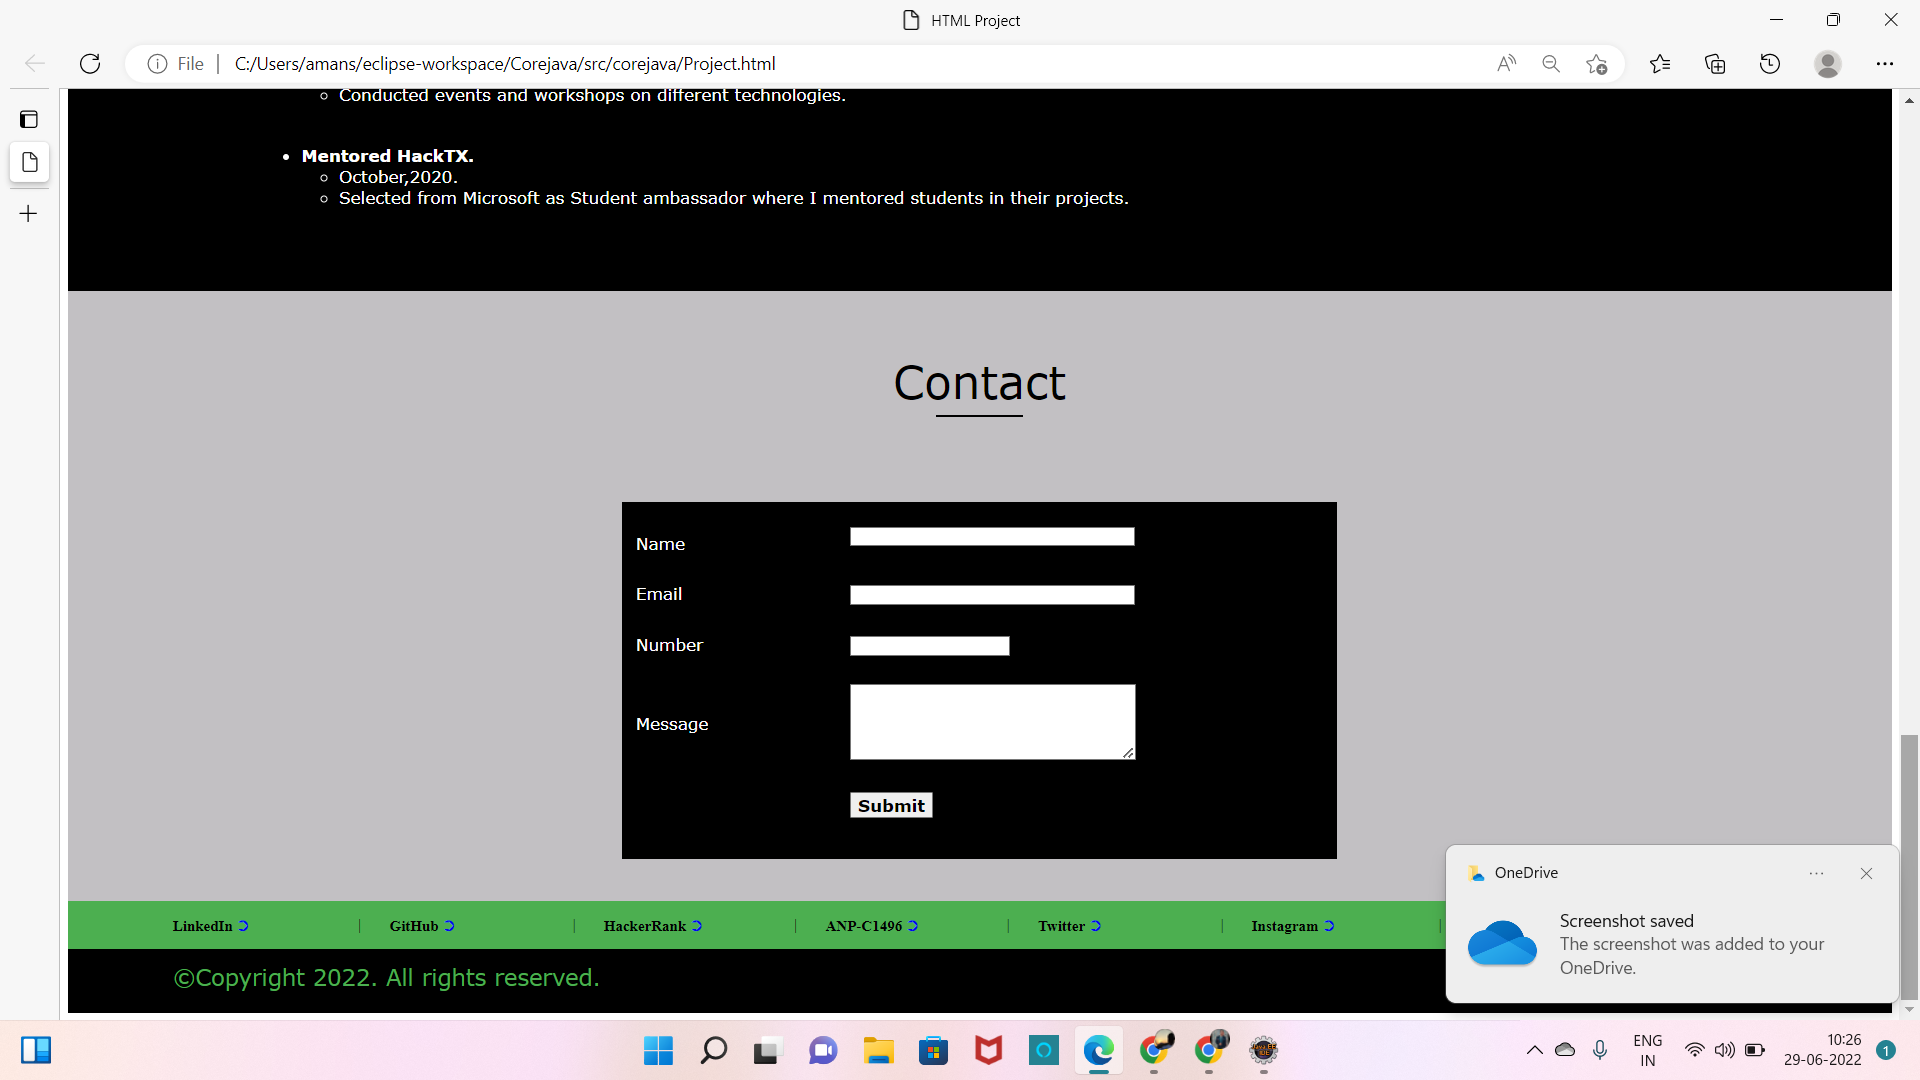 HTML Project
File
C:/Users/amans/eclipse-workspace/Corejava/src/corejava/Project.html
Conducted events and workshops on different technologies.
Mentored HackTX.
October,2020.
Selected from Microsoft as Student ambassador where I mentored students in their projects.
Contact
Name
Email
Number
Message
Submit
LinkedIn ➲ | GitHub ➲ | HackerRank ➲ | ANP-C1496 ➲ | Twitter ➲ | Instagram ➲ |
©Copyright 2022. All rights reserved.
OneDrive
Screenshot saved
The screenshot was added to your
OneDrive.
ENG
IN
10:26
29-06-2022
1